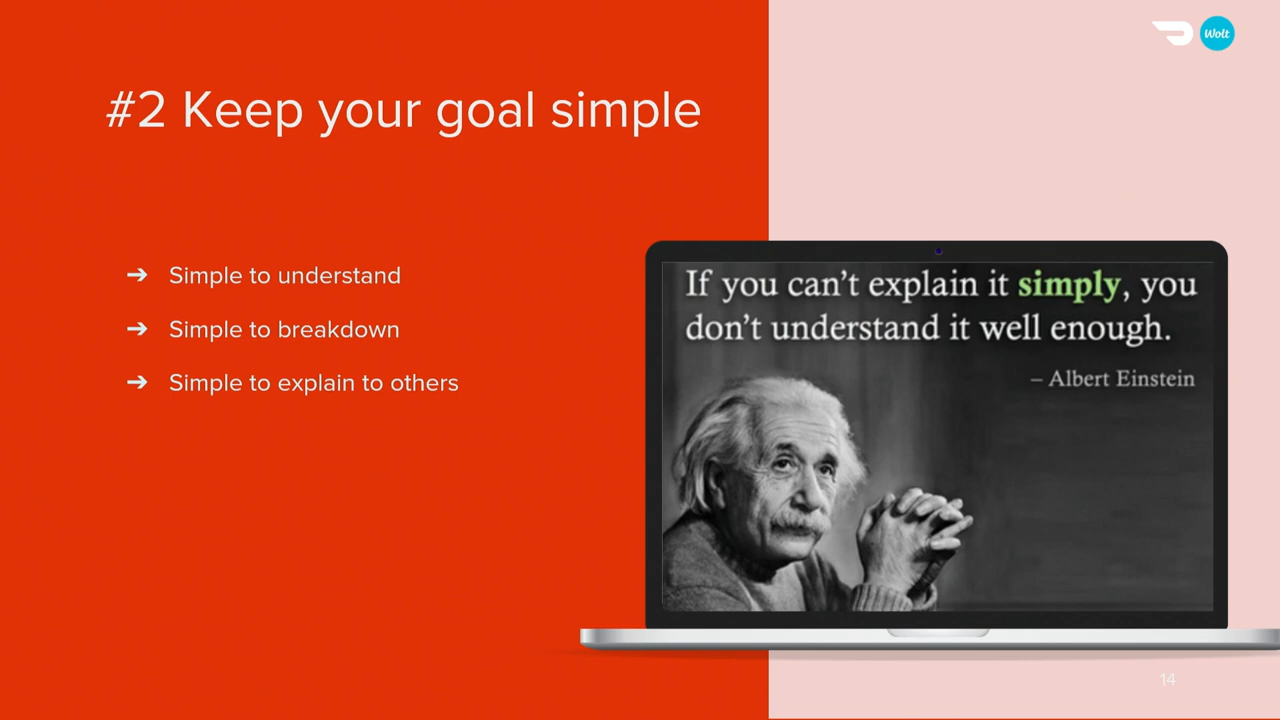 Wolt
#2 Keep your goal simple
➔ Simple to understand
➔ Simple to breakdown
➔ Simple to explain to others
If you can't explain it simply, you
don't understand it well enough.
– Albert Einstein
14